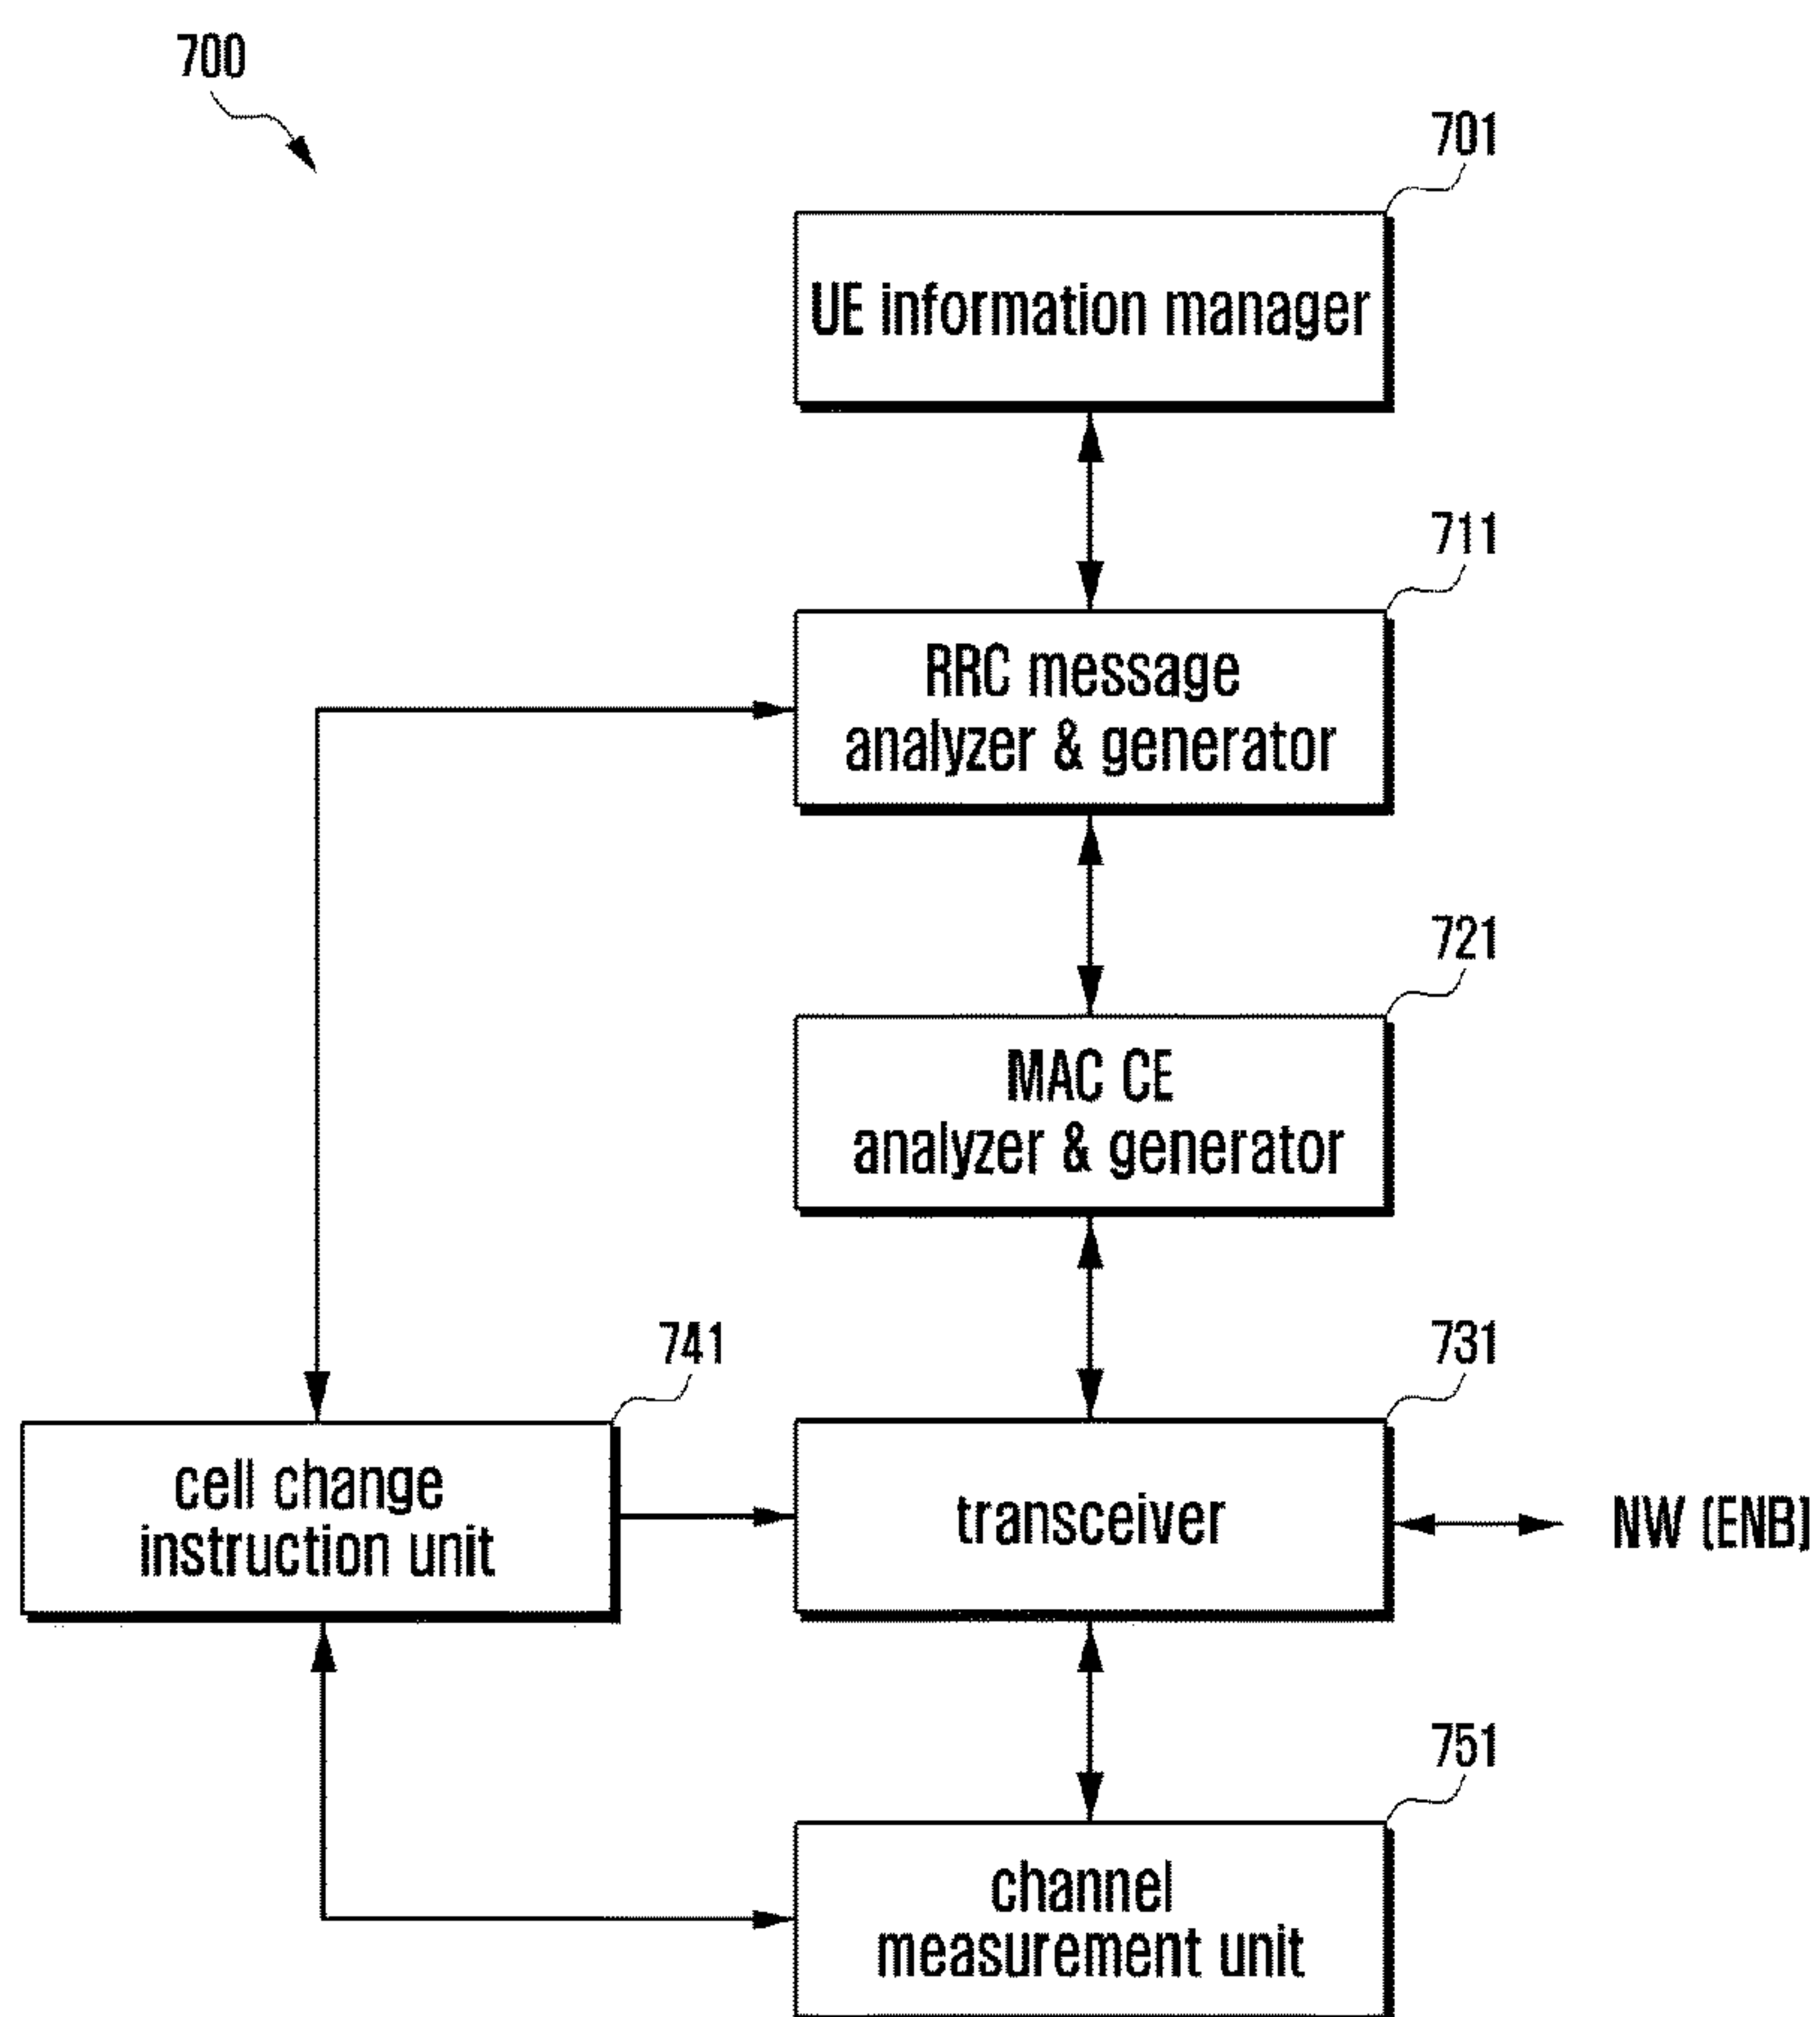 700
701
UE information manager
711
RRC message
analyzer & generator
721
MAC CE
analyzer & generator
741
731
cell change
instruction unit
transceiver
NW (ENB)
751
channel
measurement unit